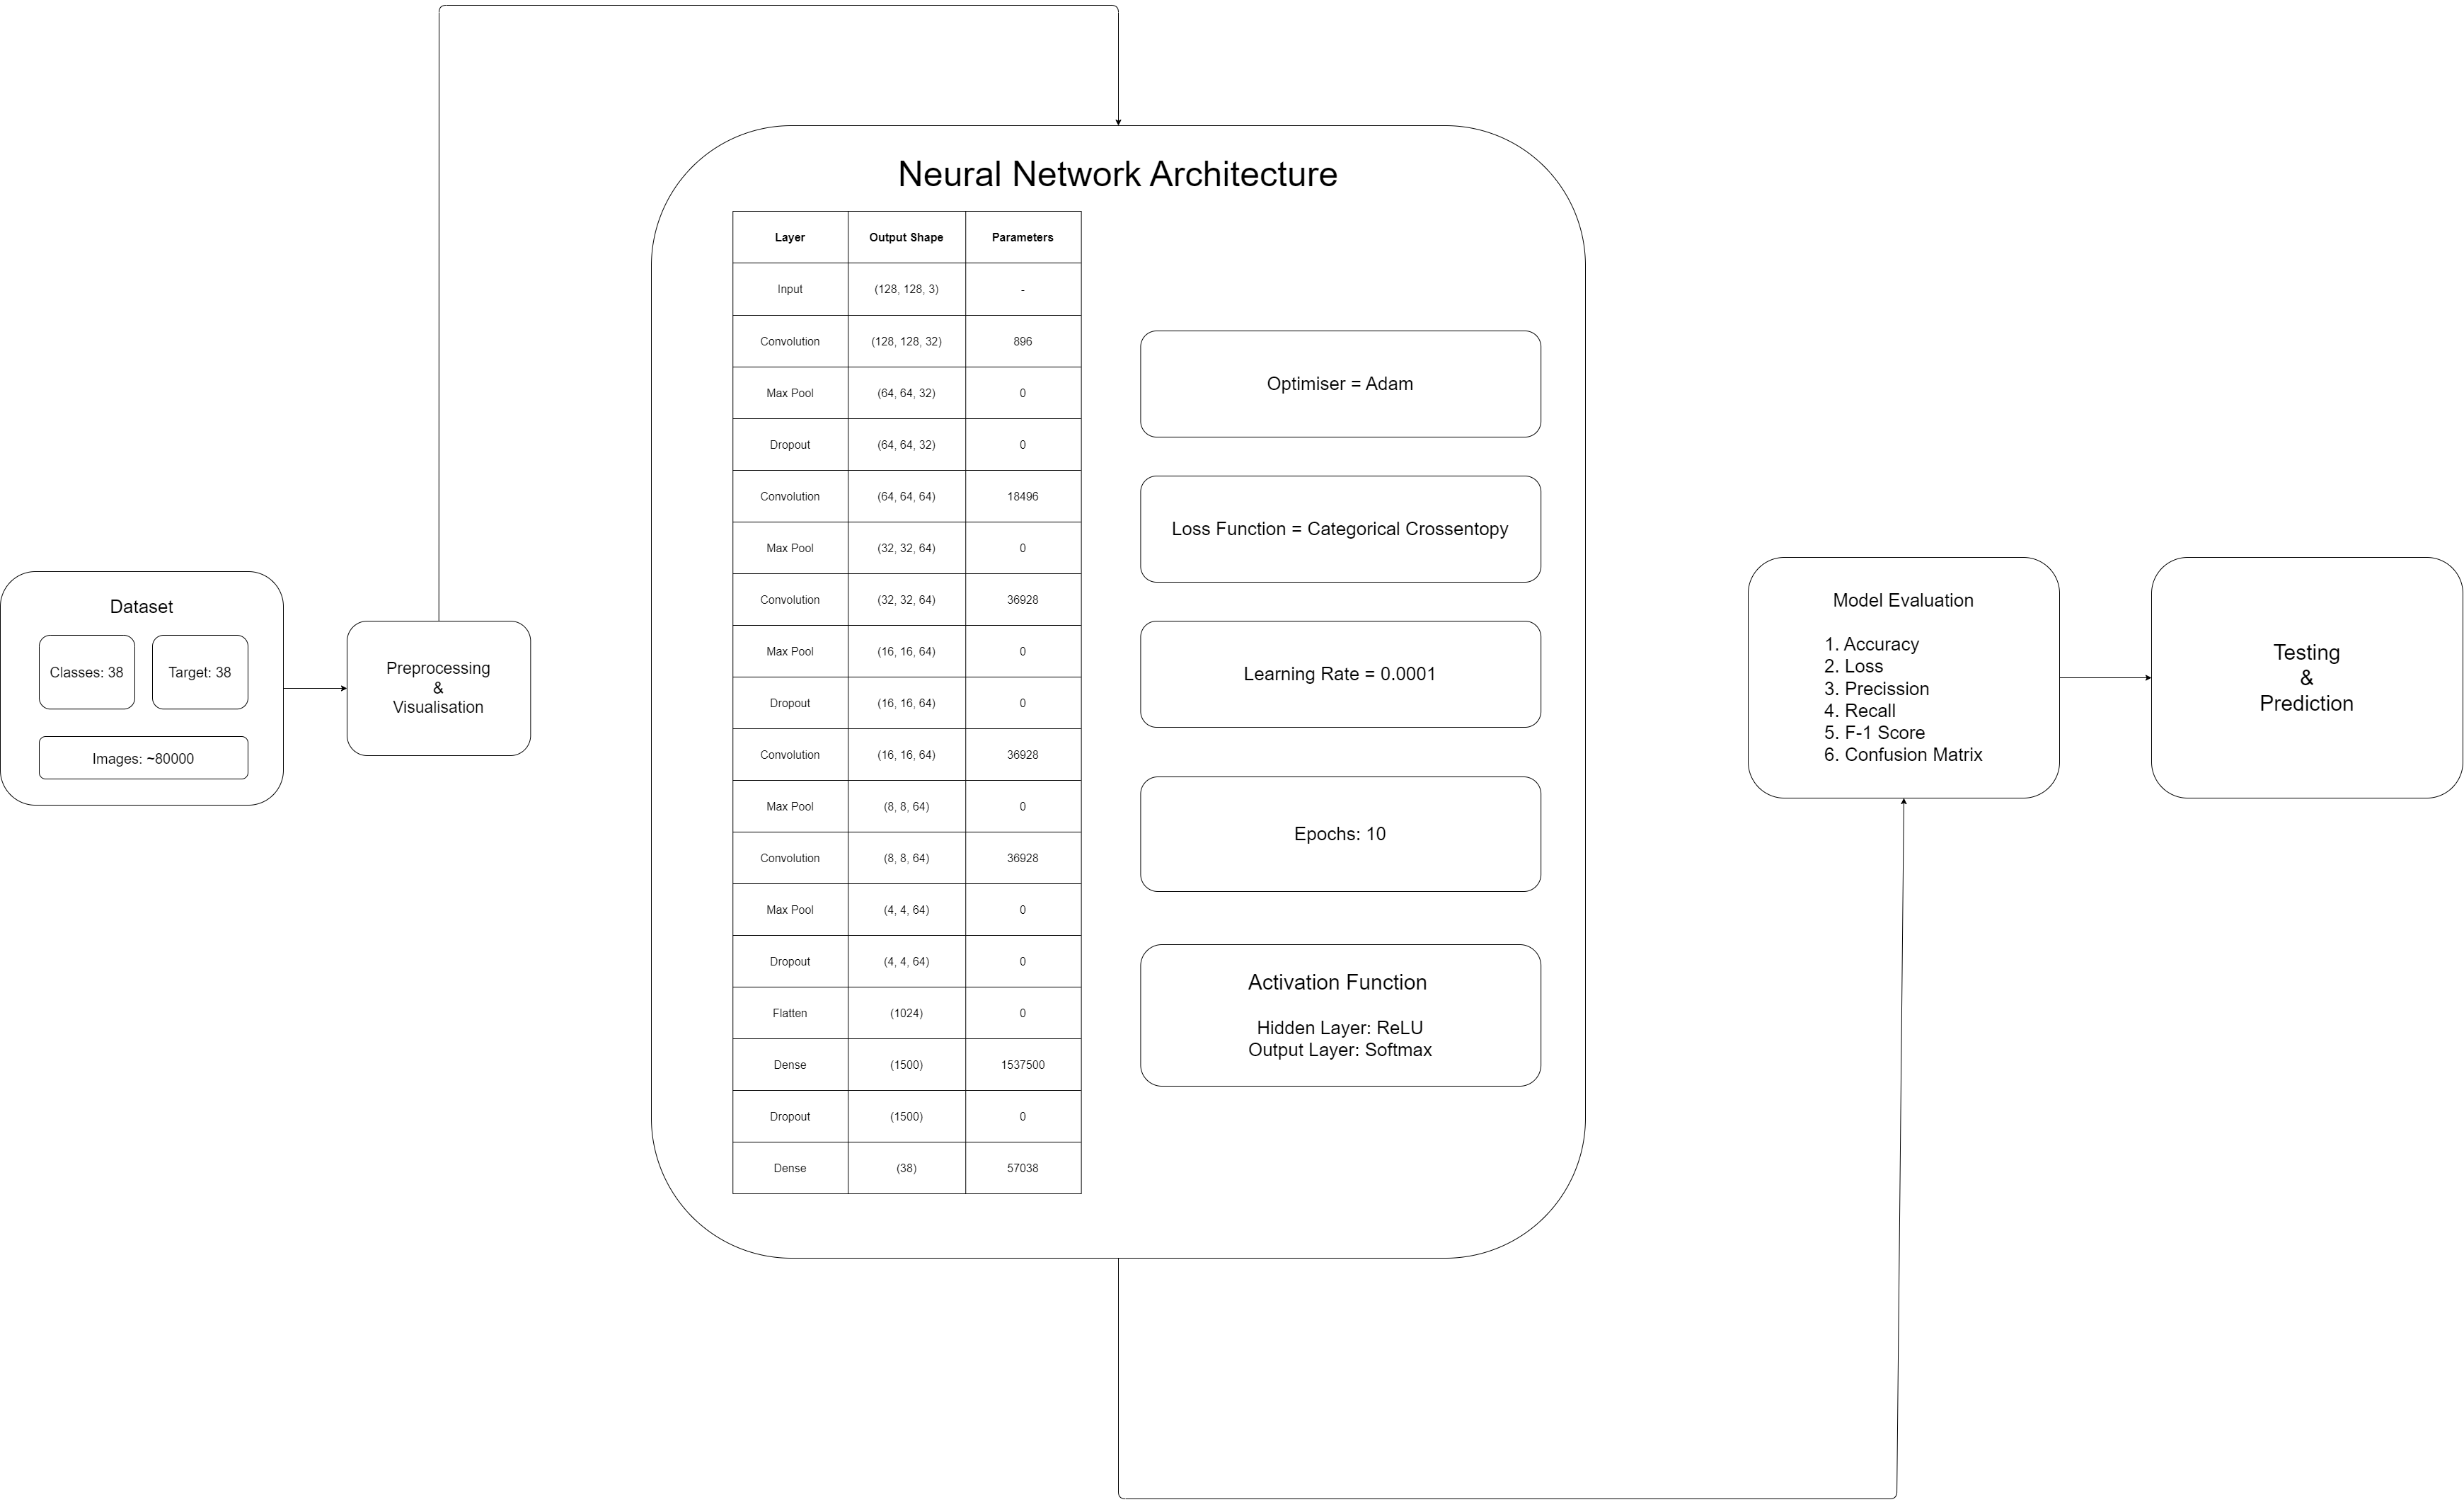 Dataset
Classes: 38
Target: 38
Images: ~80000
Preprocessing
&
Visualisation
Neural Network Architecture
Layer Output Shape Parameters
Input (128, 128, 3) -
Convolution (128, 128, 32) 896
Max Pool (64, 64, 32) 0
Dropout (64, 64, 32) 0
Convolution (64, 64, 64) 18496
Max Pool (32, 32, 64) 0
Convolution (32, 32, 64) 36928
Max Pool (16, 16, 64) 0
Dropout (16, 16, 64) 0
Convolution (16, 16, 64) 36928
Max Pool (8, 8, 64) 0
Convolution (8, 8, 64) 36928
Max Pool (4, 4, 64) 0
Dropout (4, 4, 64) 0
Flatten (1024) 0
Dense (1500) 1537500
Dropout (1500) 0
Dense (38) 57038
Optimiser = Adam
Loss Function = Categorical Crossentopy
Learning Rate = 0.0001
Epochs: 10
Activation Function
Hidden Layer: ReLU
Output Layer: Softmax
Model Evaluation
1. Accuracy
2. Loss
3. Precission
4. Recall
5. F-1 Score
6. Confusion Matrix
Testing
&
Prediction